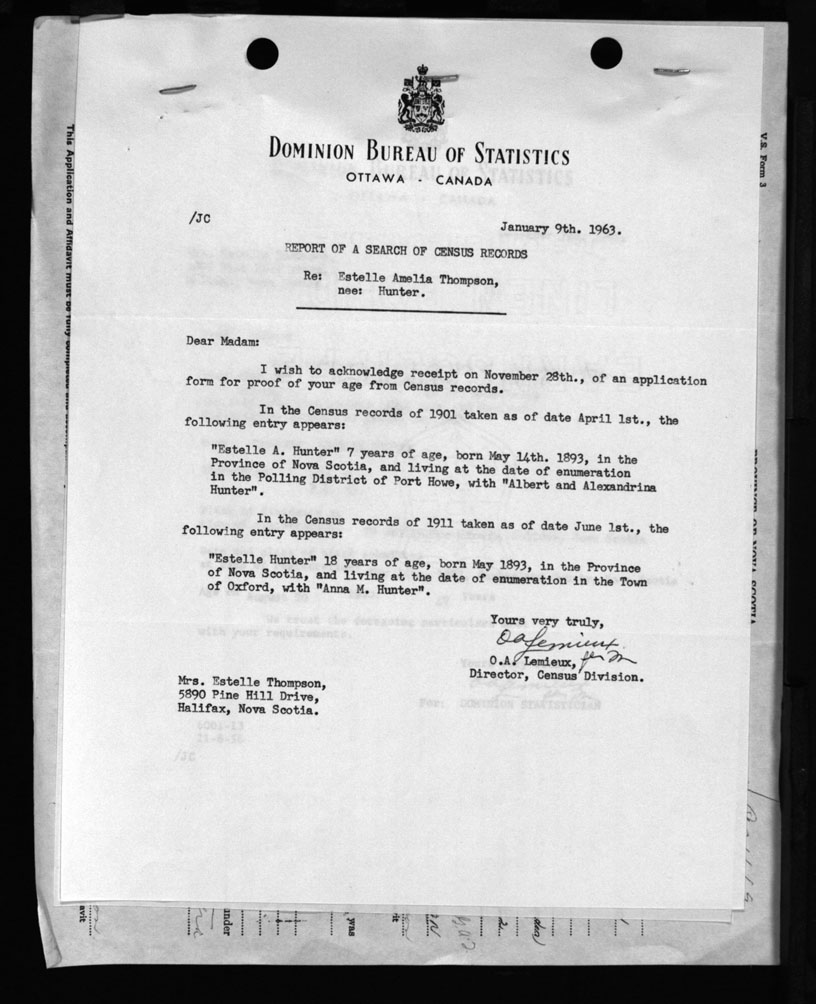 DOMINION BUREAU OF STATISTICS
OTTAWA - CANADA
/JC
January 9th. 1963.
REPORT OF A SEARCH OF CENSUS RECORDS
Re: Estelle Amelia Thompson,
nee: Hunter.
Dear Madam:
I wish to acknowledge receipt on November 28th., of an application
form for proof of your age from Census records.
In the Census records of 1901 taken as of date April 1st., the
following entry appears:
"Estelle A. Hunter" 7 years of age, born May 14th. 1893, in the
Province of Nova Scotia, and living at the date of enumeration
in the Polling District of Port Howe, with "Albert and Alexandrina
Hunter".
In the Census records of 1911 taken as of date June 1st., the
following entry appears:
"Estelle Hunter" 18 years of age, born May 1893, in the Province
of Nova Scotia, and living at the date of enumeration in the Town
of Oxford, with "Anna M. Hunter".
Yours very truly,
OALemieux
O.A. Lemieux,
Director, Census Division.
Mrs. Estelle Thompson,
5890 Pine Hill Drive,
Halifax, Nova Scotia.
For: DOMINION STATISTICIAN
/JC
This Application and Affidavit must be fully completed and
V.S. Form 3
under
was